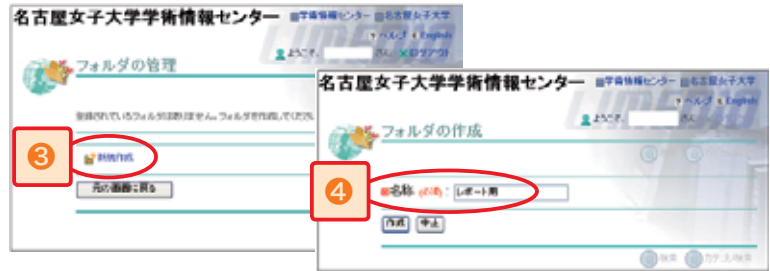 名古屋女子大学学術情報センター
学術情報センター 名古屋女子大学
ヘルプ English
ようこそ、 さん ログアウト
フォルダの管理
登録されているフォルダはありません。フォルダを作成してくださ
❸
新規作成
元の画面に戻る
名古屋女子大学学術情報センター
学術情報センター 名古屋女子大学
ヘルプ English
ようこそ、 さん
フォルダの作成
❹
名称 (必須) : レポート用
作成 中止
検索 カテゴリ検索